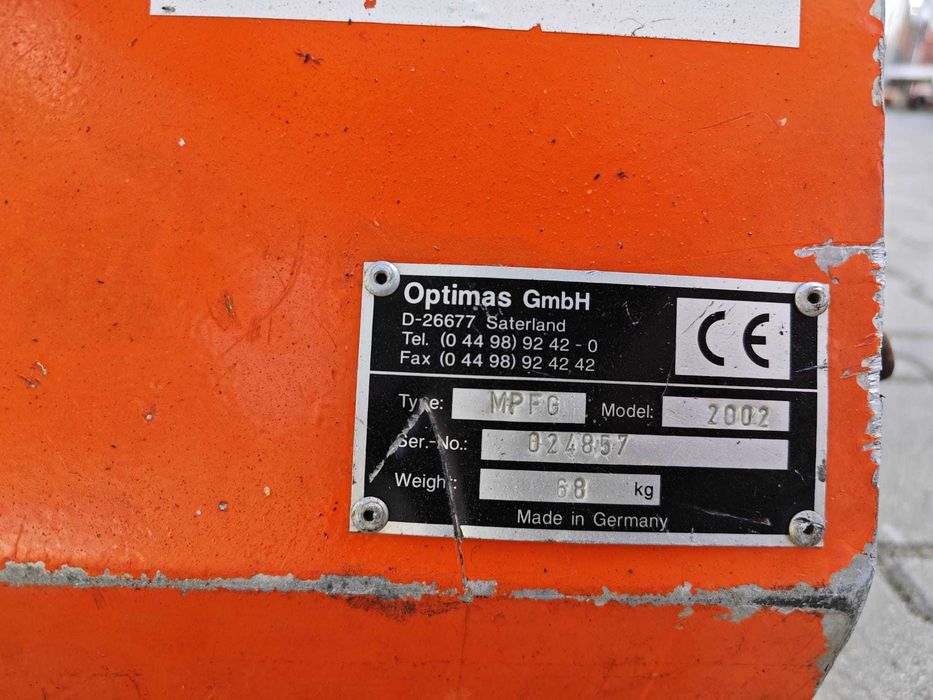 Optimas GmbH
D-26677 Saterland
Tel. (0 44 98) 92 42 - 0
Fax (0 44 98) 92 42 42
CE
Type: MPFG Model: 2002
Ser.-No.: 024857
Weight: 68 kg
Made in Germany